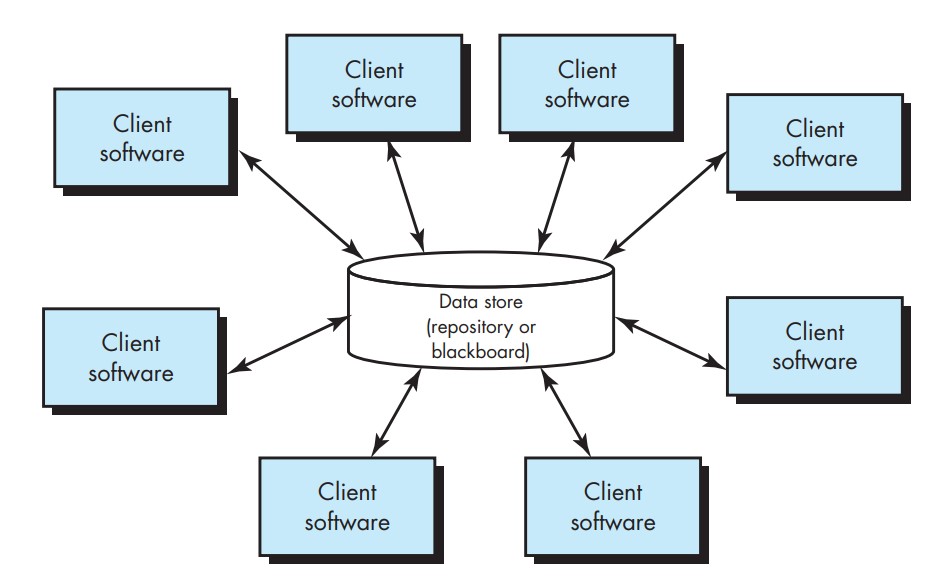 Client
software
Client
software
Client
software
Client
software
Data store
(repository or
blackboard)
Client
software
Client
software
Client
software
Client
software